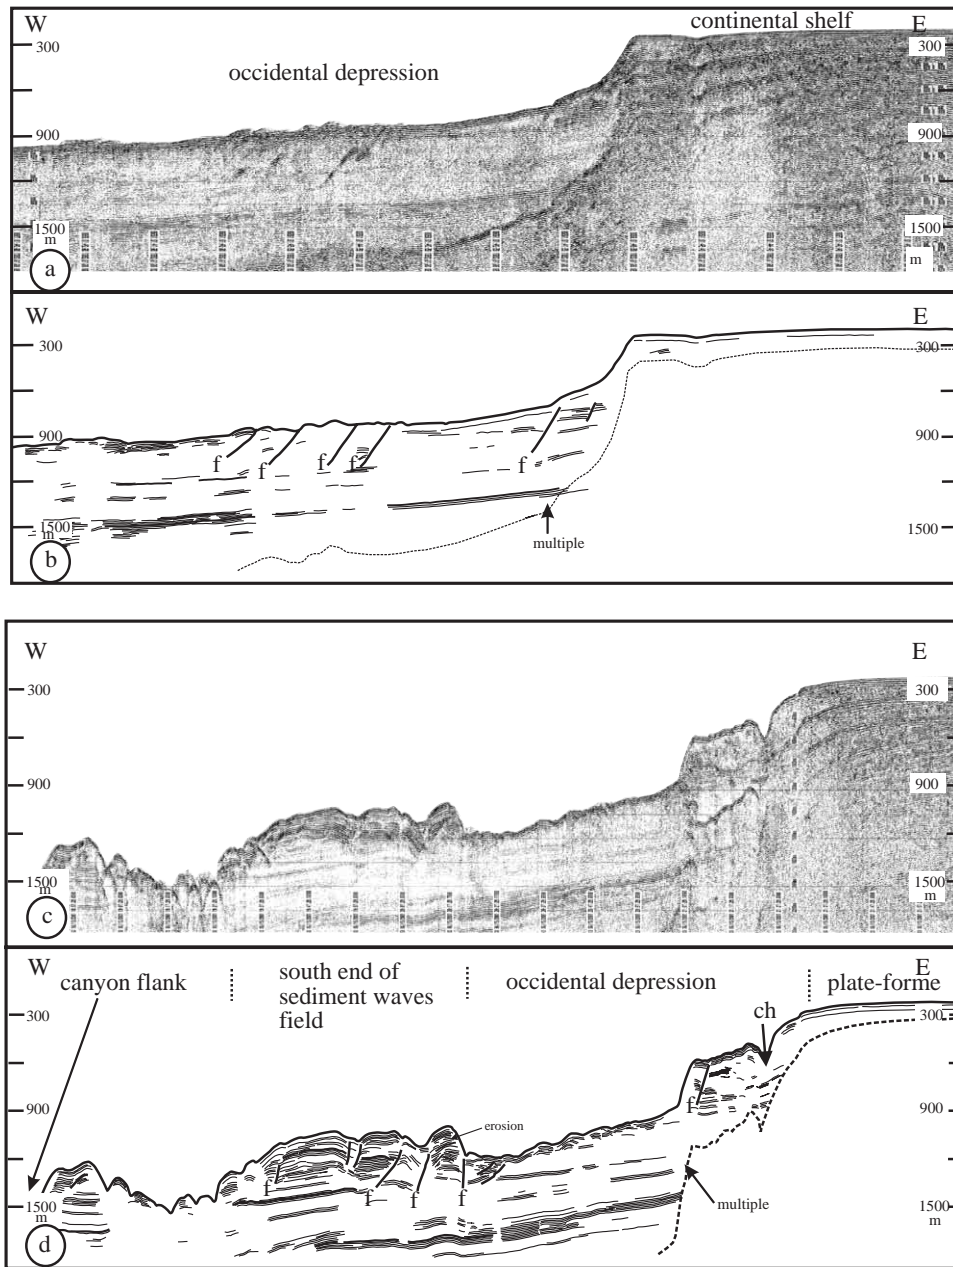 W
continental shelf
E
300
300
occidental depression
900
900
1500
m
1500
m
a
W
E
300
300
900
900
f
f
f
f
f
1500
m
1500
multiple
b
W
E
300
300
900
900
1500
m
1500
m
c
W
canyon flank
south end of
sediment waves
field
occidental depression
plate-forme
E
300
300
ch
900
900
f
erosion
f
f
f
f
multiple
1500
m
1500
m
d